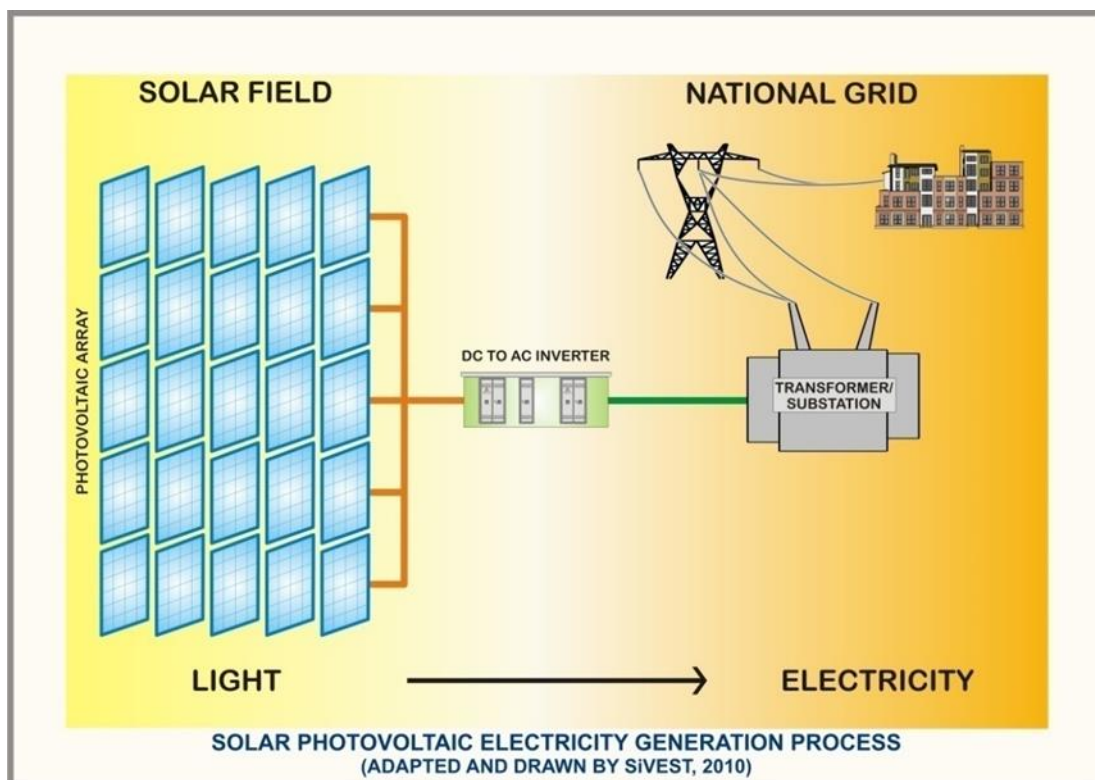 SOLAR FIELD
NATIONAL GRID
PHOTOVOLTAIC ARRAY
DC TO AC INVERTER
TRANSFORMER/
SUBSTATION
LIGHT
ELECTRICITY
SOLAR PHOTOVOLTAIC ELECTRICITY GENERATION PROCESS
(ADAPTED AND DRAWN BY SiVEST, 2010)